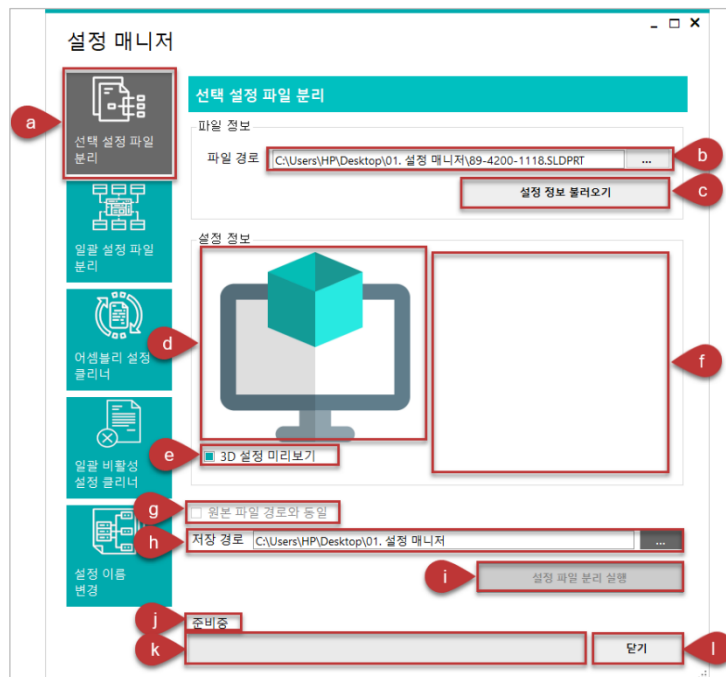 설정 매니저
a
선택 설정 파일
분리
일괄 설정 파일
분리
어셈블리 설정
클리너
일괄 비활성
설정 클리너
설정 이름
변경
선택 설정 파일 분리
파일 정보
파일 경로 C:\Users\HP\Desktop\01. 설정 매니저\89-4200-1118.SLDPRT ... b
설정 정보 불러오기 c
설정 정보
d
f
e 3D 설정 미리보기
g 원본 파일 경로와 동일
h 저장 경로 C:\Users\HP\Desktop\01. 설정 매니저 ...
i 설정 파일 분리 실행
j 준비중
k 닫기 l